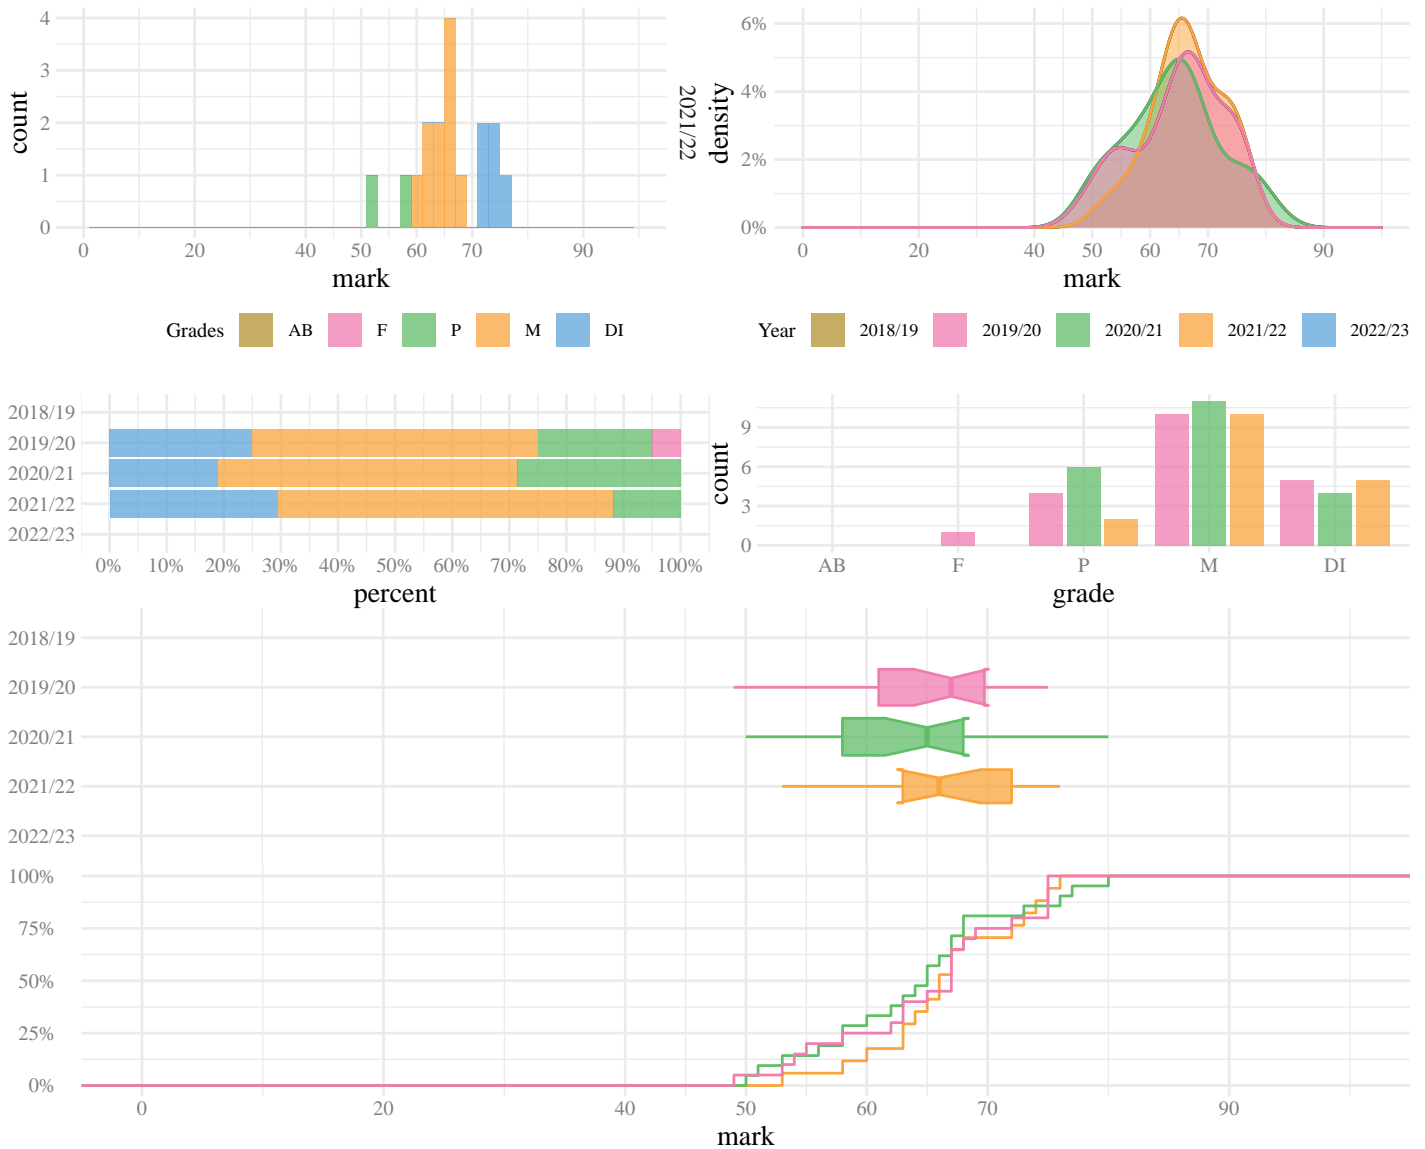 4
3
2
1
0
count
0 20 40 50 60 70 90
mark
2021/22
6%
4%
2%
0%
density
0 40 50 60 70 90
mark
Grades AB F P M DI
Year 2018/19 2019/20 2020/21 2021/22 2022/23
2018/19
2019/20
2020/21
2021/22
2022/23
0% 10% 20% 30% 40% 50% 60% 70% 80% 90% 100%
percent
9
6
3
0
count
AB F P M DI
grade
2018/19
2019/20
2020/21
2021/22
2022/23
100%
75%
50%
25%
0%
0 20 40 50 60 70 90
mark